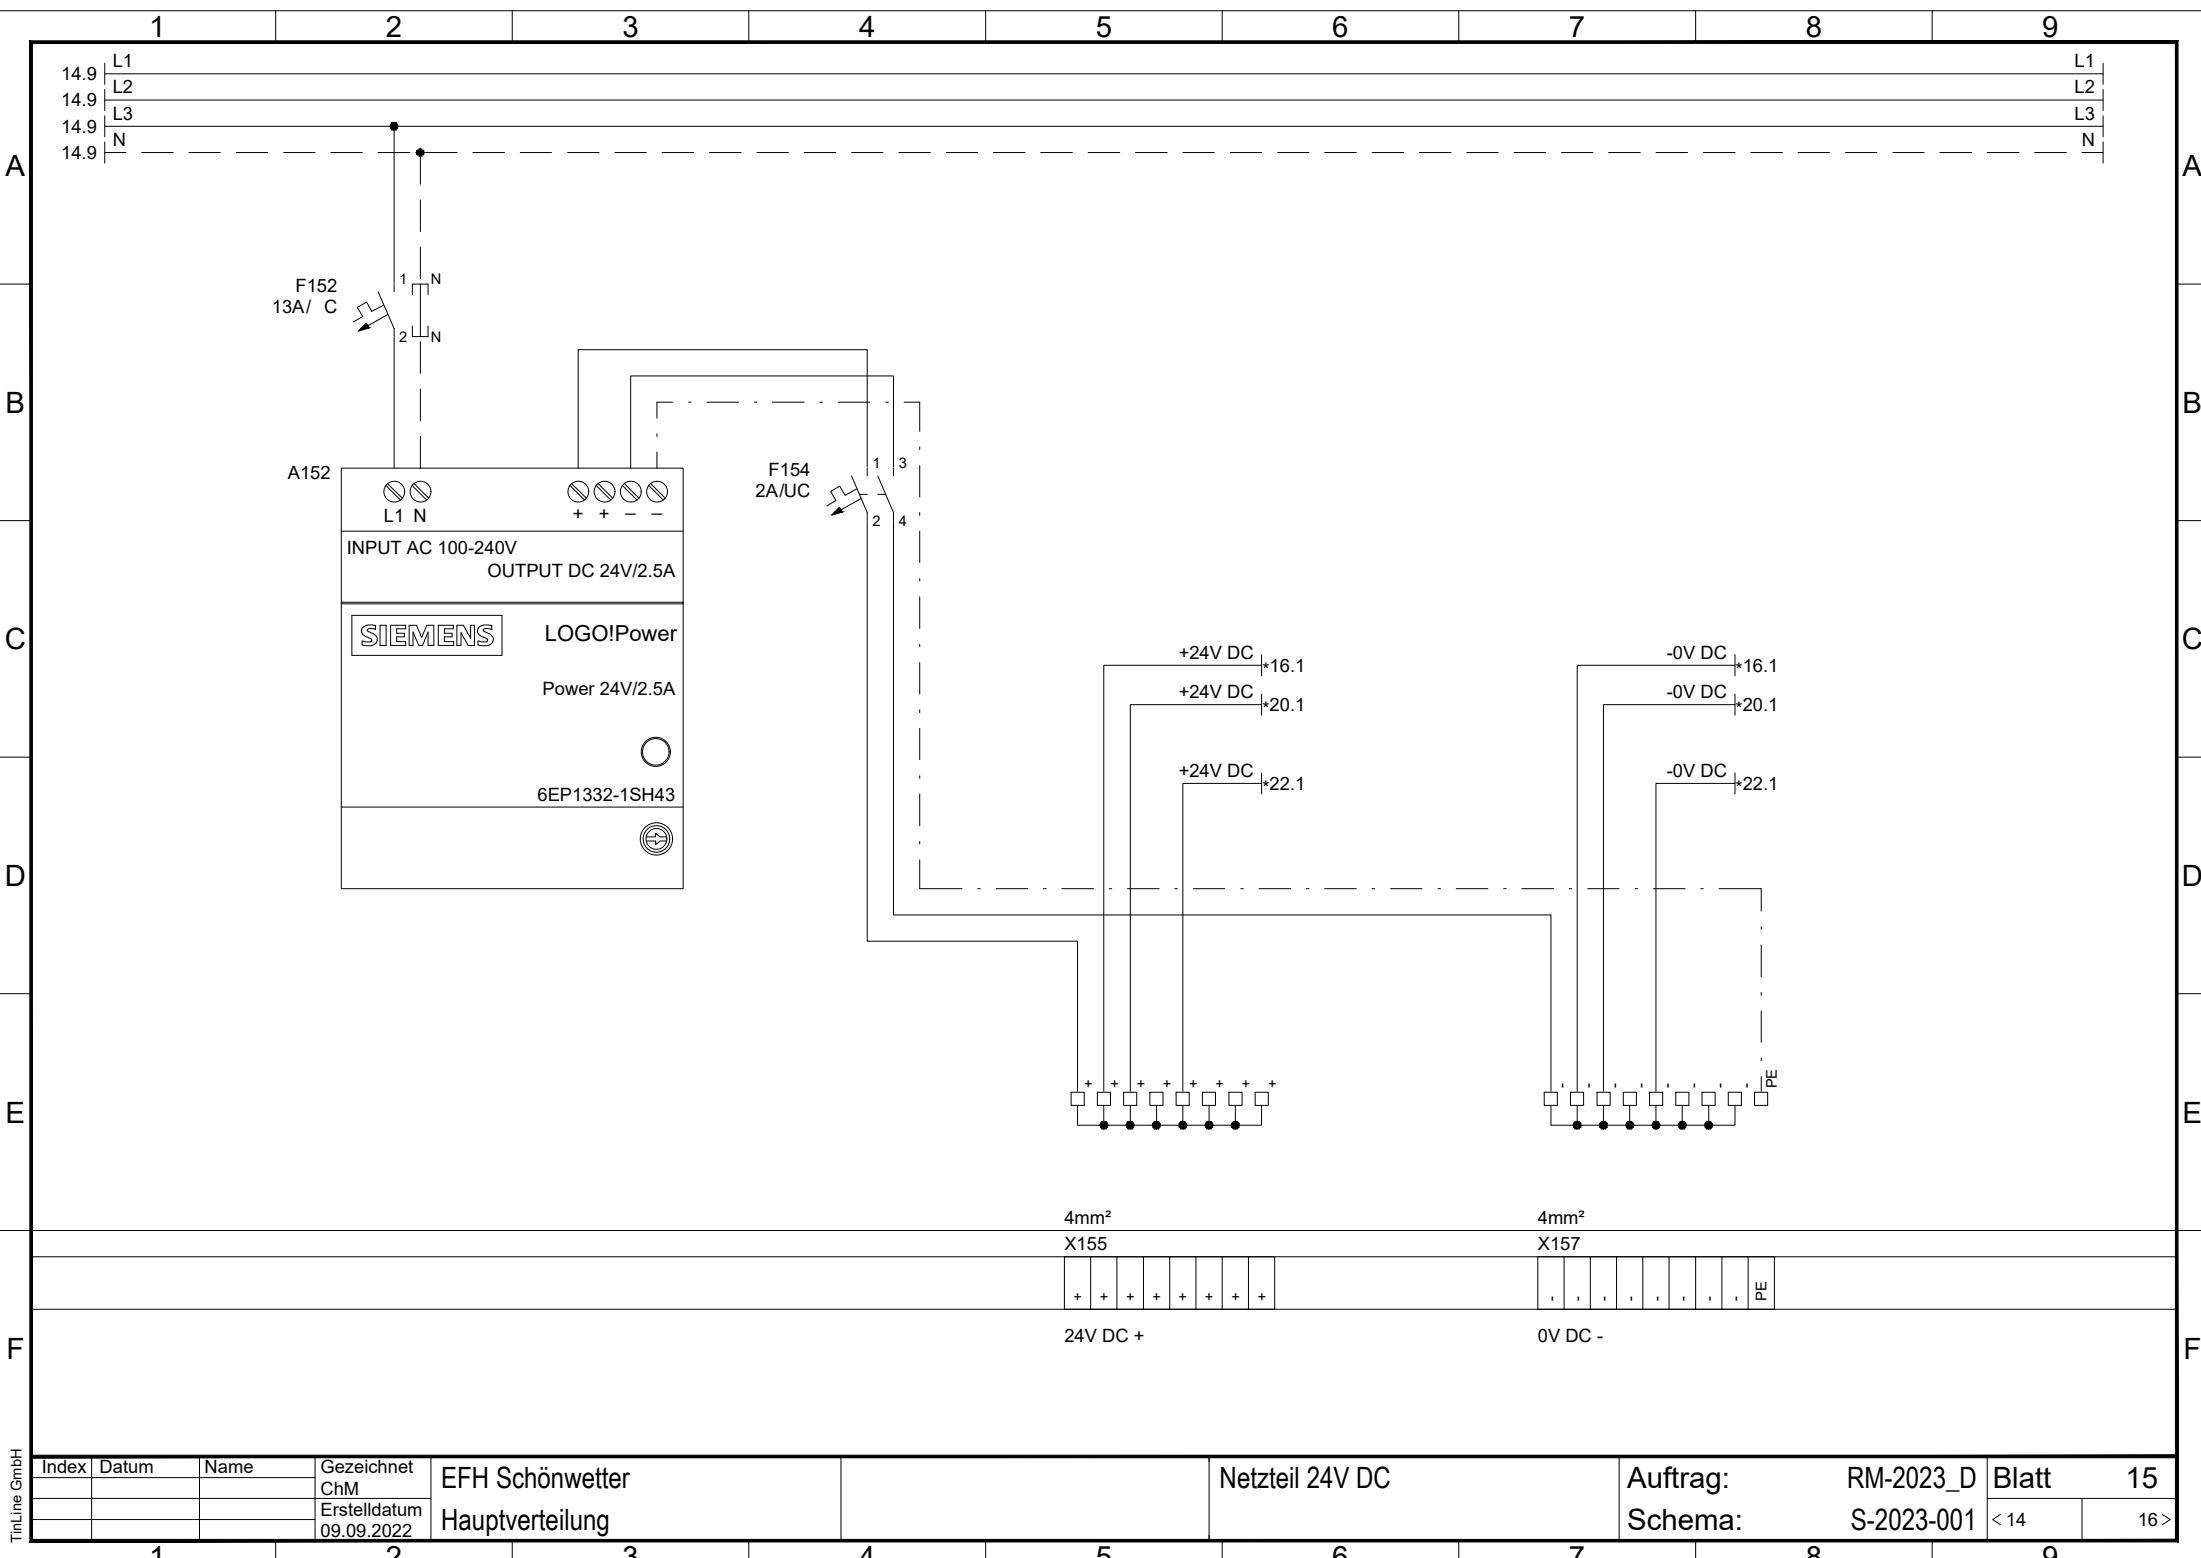 1 2 3 4 5 6 7 8 9
14.9 L1 L1
14.9 L2 L2
14.9 L3 L3
14.9 N N
A A
1 N
F152
13A/ C
2 N
B B
A152
L1 N + + – –
F154
2A/UC
1 3
2 4
INPUT AC 100-240V
OUTPUT DC 24V/2.5A
SIEMENS LOGO!Power
C C
Power 24V/2.5A
6EP1332-1SH43
+24V DC *16.1
+24V DC *20.1
+24V DC *22.1
-0V DC *16.1
-0V DC *20.1
-0V DC *22.1
D D
+ + + + + + + +
- - - - - - - - PE
E E
4mm² 4mm²
X155 X157
+ + + + + + + +
- - - - - - - - PE
24V DC + 0V DC -
F F
TinLine GmbH
Index Datum Name Gezeichnet
ChM
Erstelldatum
09.09.2022
EFH Schönwetter
Hauptverteilung
Netzteil 24V DC
Auftrag: RM-2023_D
Schema: S-2023-001
Blatt 15
< 14 16 >
1 2 3 4 5 6 7 8 9